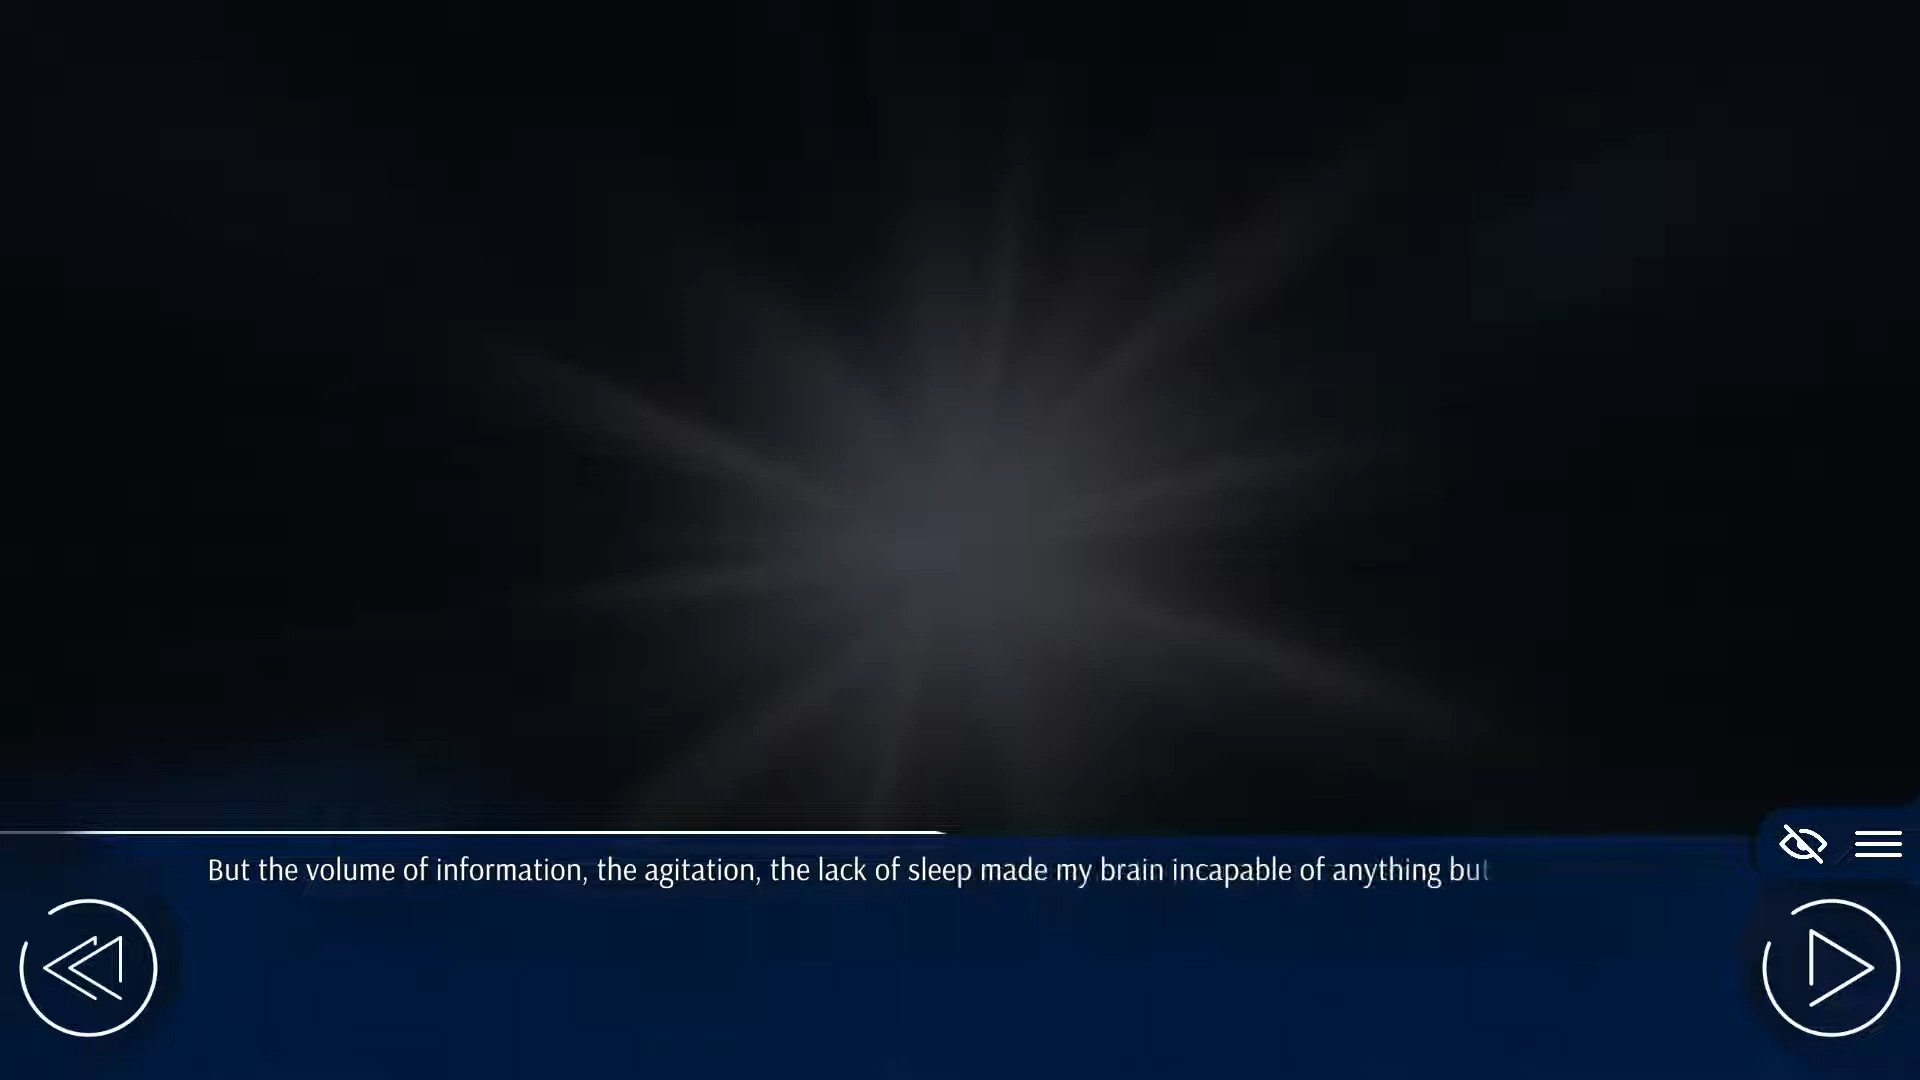 But the volume of information, the agitation, the lack of sleep made my brain incapable of anything but